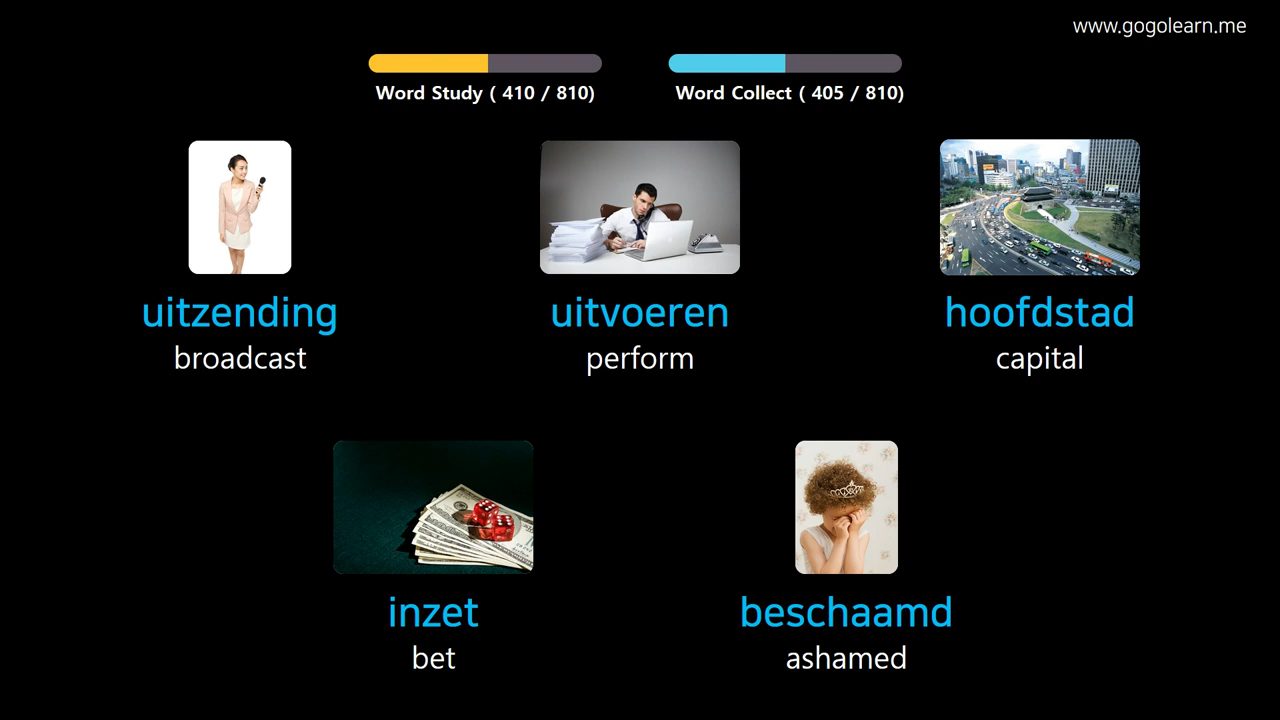 www.gogolearn.me
Word Study ( 410 / 810)
Word Collect ( 405 / 810)
uitzending
broadcast
uitvoeren
perform
hoofdstad
capital
inzet
bet
beschaamd
ashamed